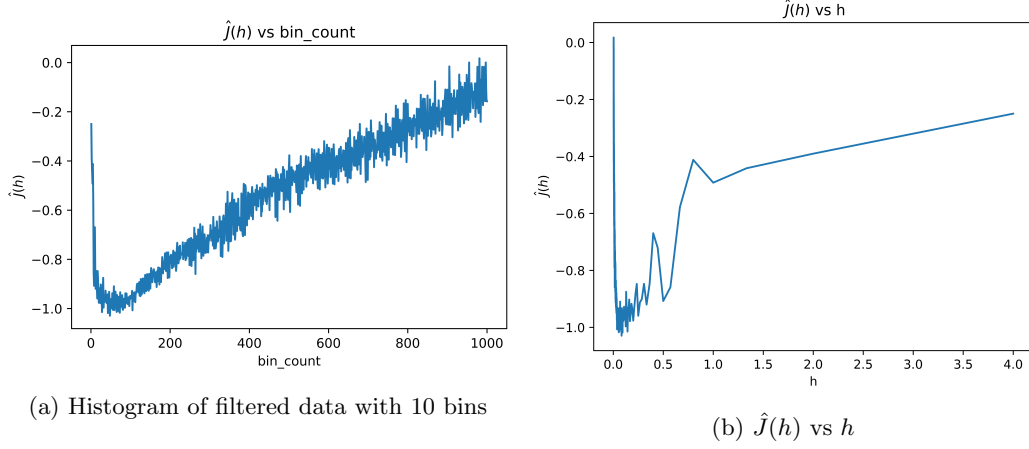 Ĵ(h) vs bin_count
0.0
−0.2
−0.4
−0.6
−0.8
−1.0
Ĵ(h)
0 200 400 600 800 1000
bin_count
(a) Histogram of filtered data with 10 bins
Ĵ(h) vs h
0.0
−0.2
−0.4
−0.6
−0.8
−1.0
Ĵ(h)
0.0 0.5 1.0 1.5 2.0 2.5 3.0 3.5 4.0
h
(b) Ĵ(h) vs h